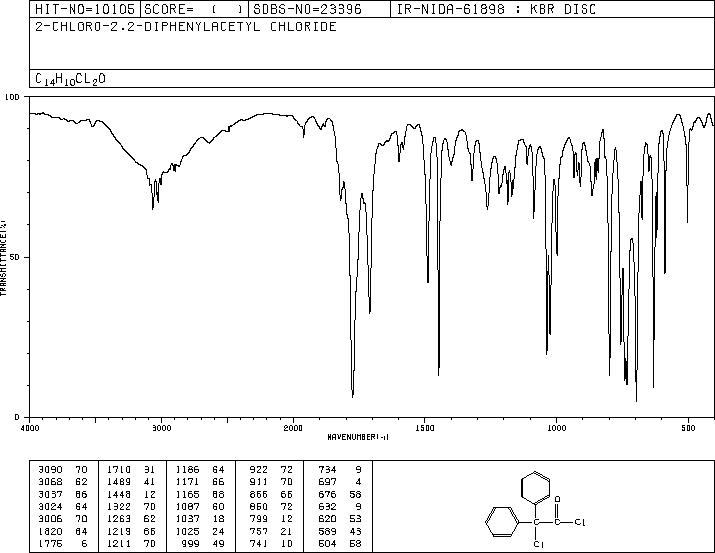 HIT-NO=10105 SCORE= ( ) SDBS-NO=23396 IR-NIDA-61898 : KBR DISC
2-CHLORO-2.2-DIPHENYLACETYL CHLORIDE
C14H10CL2O
100
50
0
TRANSMITTANCE(%)
4000 3000 2000 1500 1000 500
WAVENUMBER(-1)
3090 70 1710 31 1186 64 922 72 734 9
3068 62 1489 41 1171 66 911 70 697 4
3037 86 1448 12 1165 88 866 66 676 58
3024 64 1322 70 1087 60 860 72 632 9
3006 70 1263 62 1037 18 799 12 620 53
1820 64 1219 66 1025 24 757 21 589 43
1775 6 1211 70 999 49 741 10 504 58
O
C C Cl
Cl